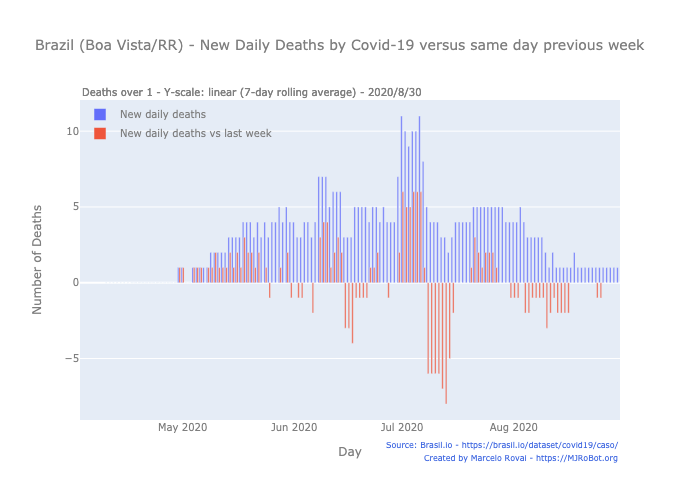 Brazil (Boa Vista/RR) - New Daily Deaths by Covid-19 versus same day previous week
Deaths over 1 - Y-scale: linear (7-day rolling average) - 2020/8/30
New daily deaths
New daily deaths vs last week
10
5
0
−5
Number of Deaths
May 2020 Jun 2020 Jul 2020 Aug 2020
Day
Source: Brasil.io - https://brasil.io/dataset/covid19/caso/
Created by Marcelo Rovai - https://MJRoBot.org